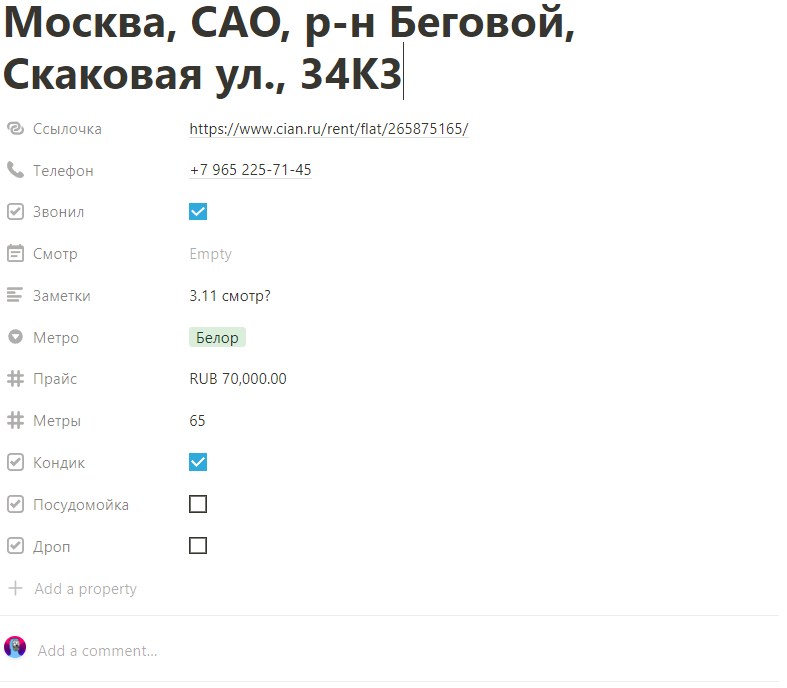 Москва, САО, р-н Беговой,
Скаковая ул., 34К3
Ссылочка https://www.cian.ru/rent/flat/265875165/
Телефон +7 965 225-71-45
Звонил
Смотр Empty
Заметки 3.11 смотр?
Метро Белор
Прайс RUB 70,000.00
Метры 65
Кондик
Посудомойка
Дроп
Add a property
Add a comment...